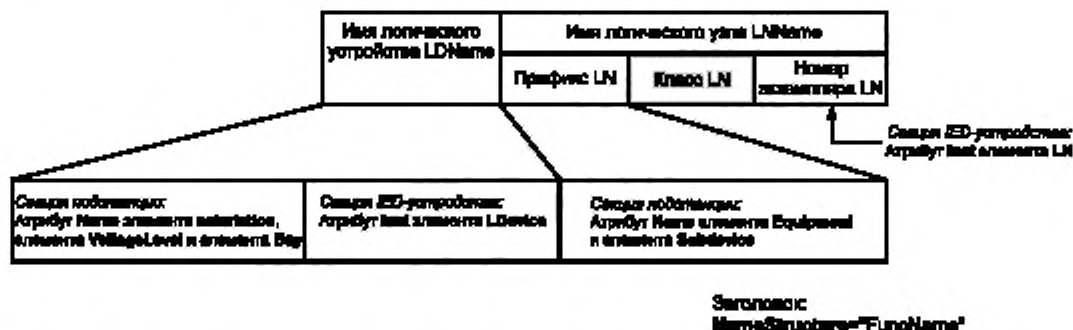 Имя логического
устройства LDName
Имя логического узла LNName
Префикс LN
Класс LN
Номер
экземпляра LN
Секция IED-устройства:
Атрибут inst элемента LN
Секция подстанции:
Атрибут Name элемента substation,
элемента VoltageLevel и элемента Bay
Секция IED-устройства:
Атрибут inst элемента LDevice
Секция подстанции:
Атрибут Name элемента Equipment
и элемента Subdevice
Заголовок:
NameStructure="FuncName"